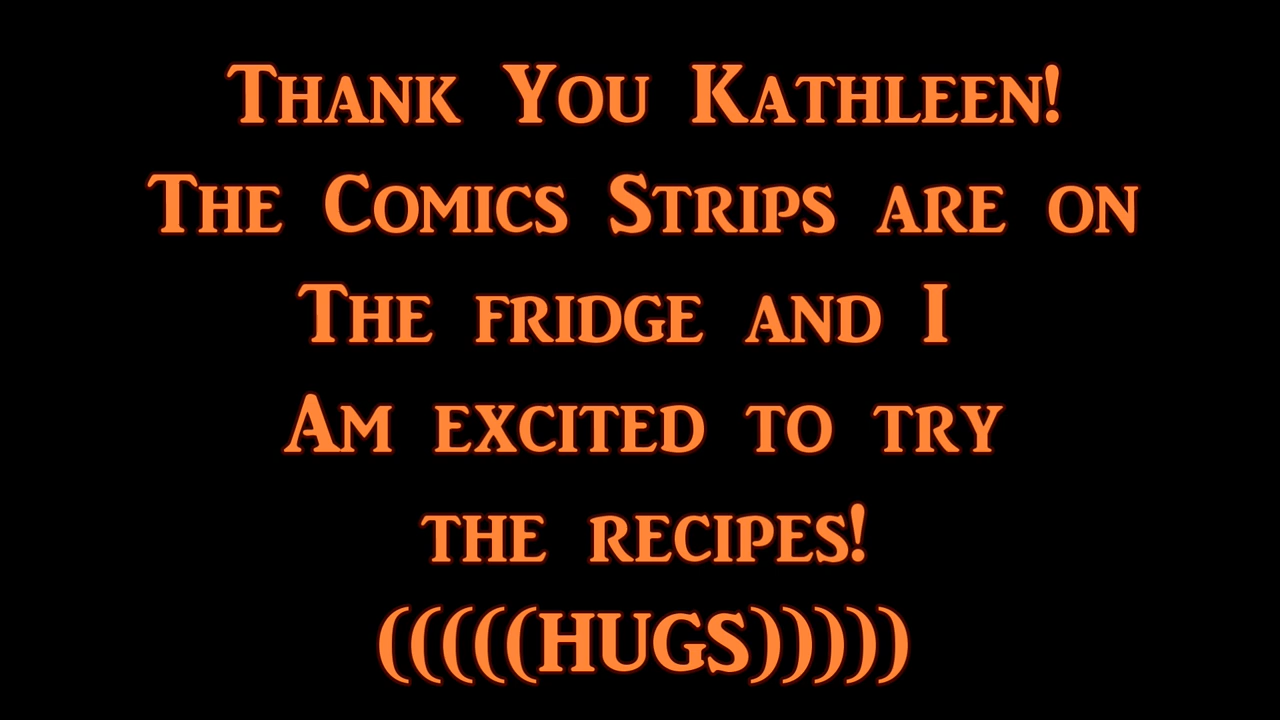 Thank You Kathleen!
The Comics Strips are on
The fridge and I
Am excited to try
the recipes!
(((((HUGS)))))